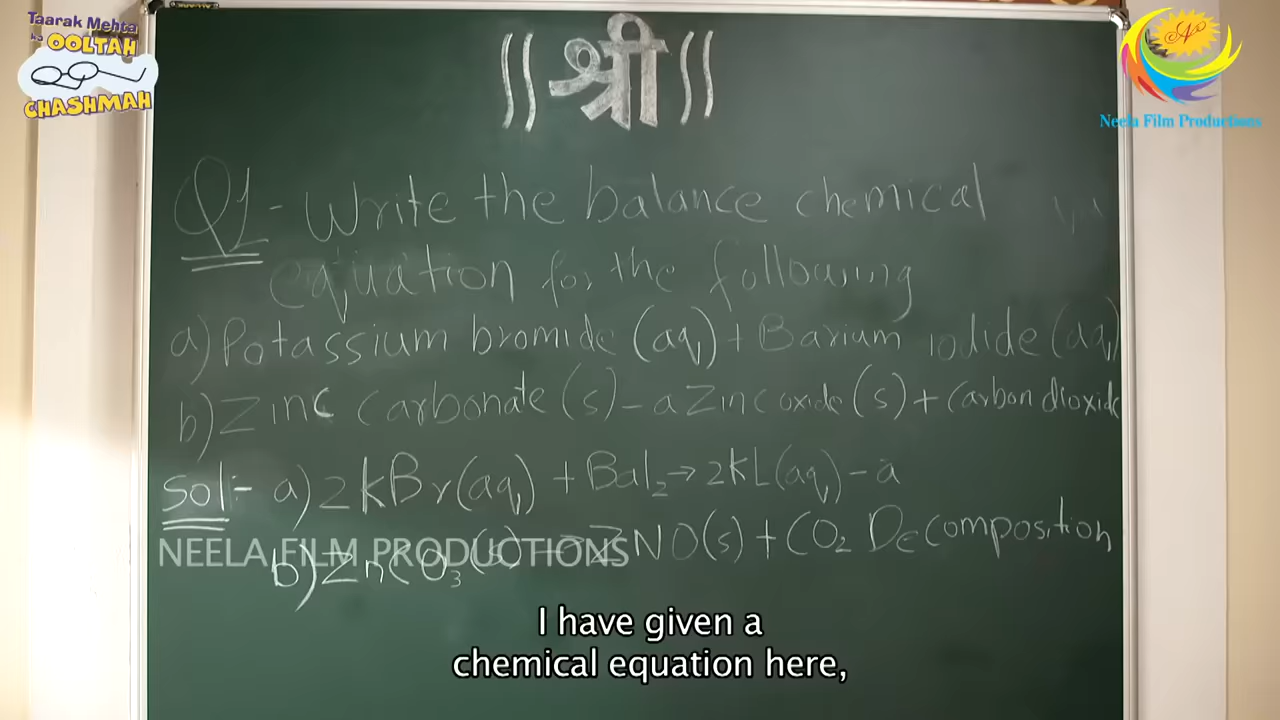 Taarak Mehta
ka OOLTAH
CHASHMAH
Neela Film Productions
|| श्री ||
Q1 - Write the balance chemical
equation for the following
a) Potassium bromide (aq) + Barium iodide (aq)
b) Zinc carbonate (s) - a Zinc oxide (s) + carbon dioxide
Sol:- a) 2kBr(aq) + BaI₂ → 2kL(aq) - a
b) ZnCO₃(s) → ZNO(s) + CO₂ Decomposition
NEELA FILM PRODUCTIONS
I have given a
chemical equation here,